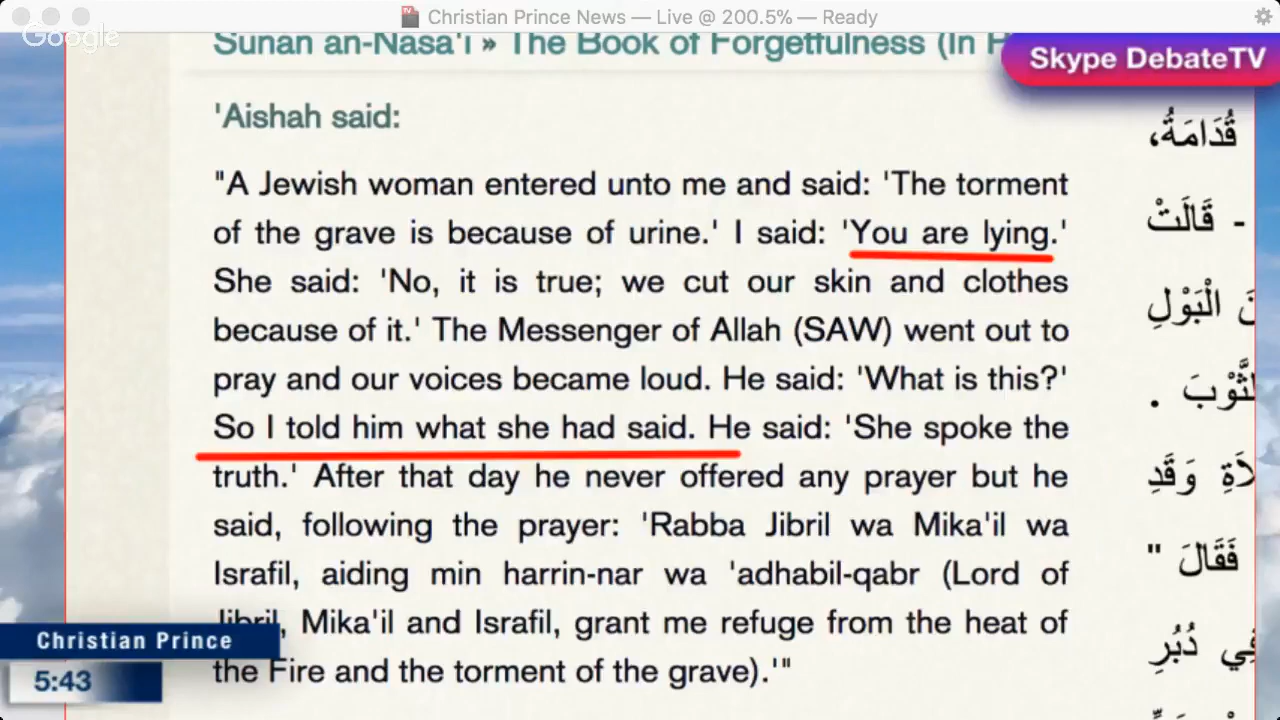 Christian Prince News — Live @ 200.5% — Ready
Google
Sunan an-Nasa'i » The Book of Forgetfulness (In
Skype DebateTV
'Aishah said:
"A Jewish woman entered unto me and said: 'The torment
of the grave is because of urine.' I said: 'You are lying.'
She said: 'No, it is true; we cut our skin and clothes
because of it.' The Messenger of Allah (SAW) went out to
pray and our voices became loud. He said: 'What is this?'
So I told him what she had said. He said: 'She spoke the
truth.' After that day he never offered any prayer but he
said, following the prayer: 'Rabba Jibril wa Mika'il wa
Israfil, aiding min harrin-nar wa 'adhabil-qabr (Lord of
Jibril, Mika'il and Israfil, grant me refuge from the heat of
the Fire and the torment of the grave).'"
قُدَامَةُ،
- قَالَتْ
الْبَوْلِ
.
وَقَدِ
فَقَالَ "
فِي دُبُرِ
Christian Prince
5:43